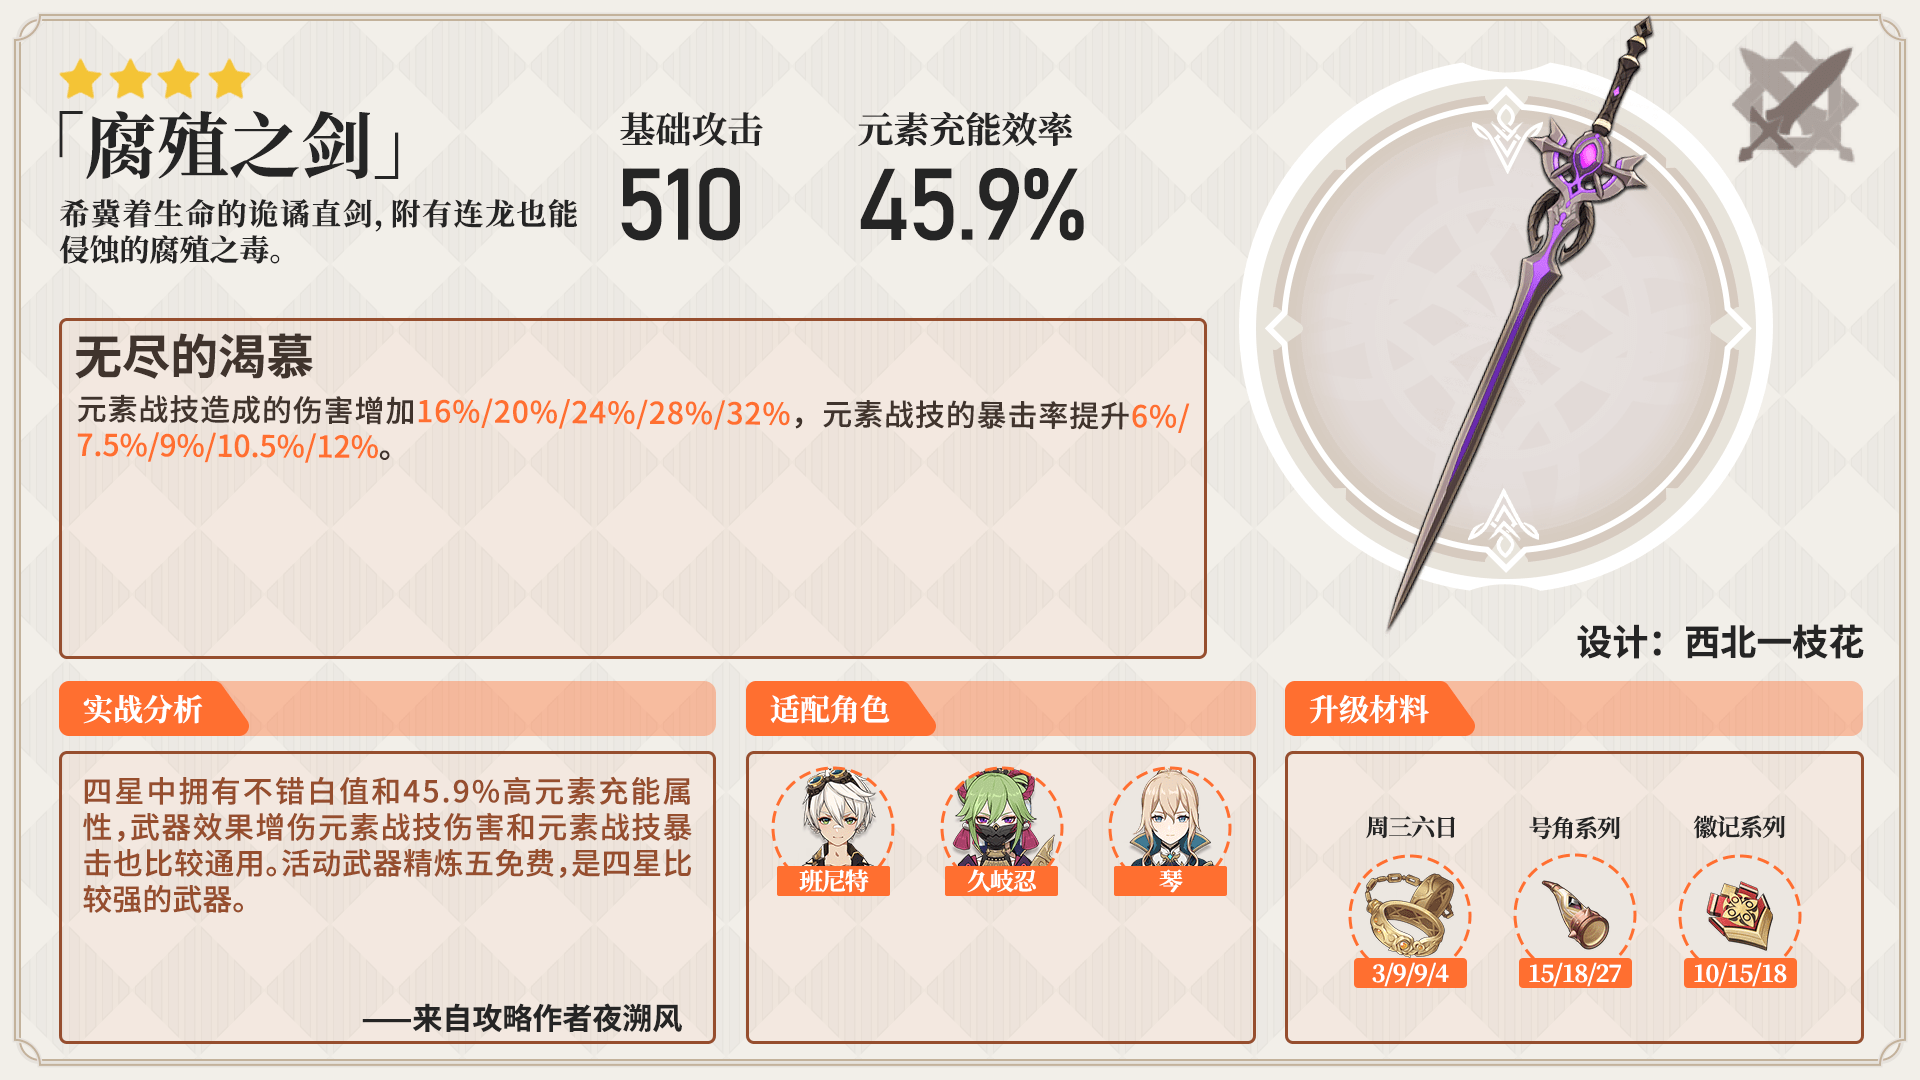 「腐殖之剑」
希冀着生命的诡谲直剑，附有连龙也能
侵蚀的腐殖之毒。
基础攻击
510
元素充能效率
45.9%
无尽的渴慕
元素战技造成的伤害增加16%/20%/24%/28%/32%，元素战技的暴击率提升6%/
7.5%/9%/10.5%/12%。
设计：西北一枝花
实战分析
四星中拥有不错白值和45.9%高元素充能属
性，武器效果增伤元素战技伤害和元素战技暴
击也比较通用。活动武器精炼五免费，是四星比
较强的武器。
——来自攻略作者夜溯风
适配角色
班尼特
久岐忍
琴
升级材料
周三六日
号角系列
徽记系列
3/9/9/4
15/18/27
10/15/18